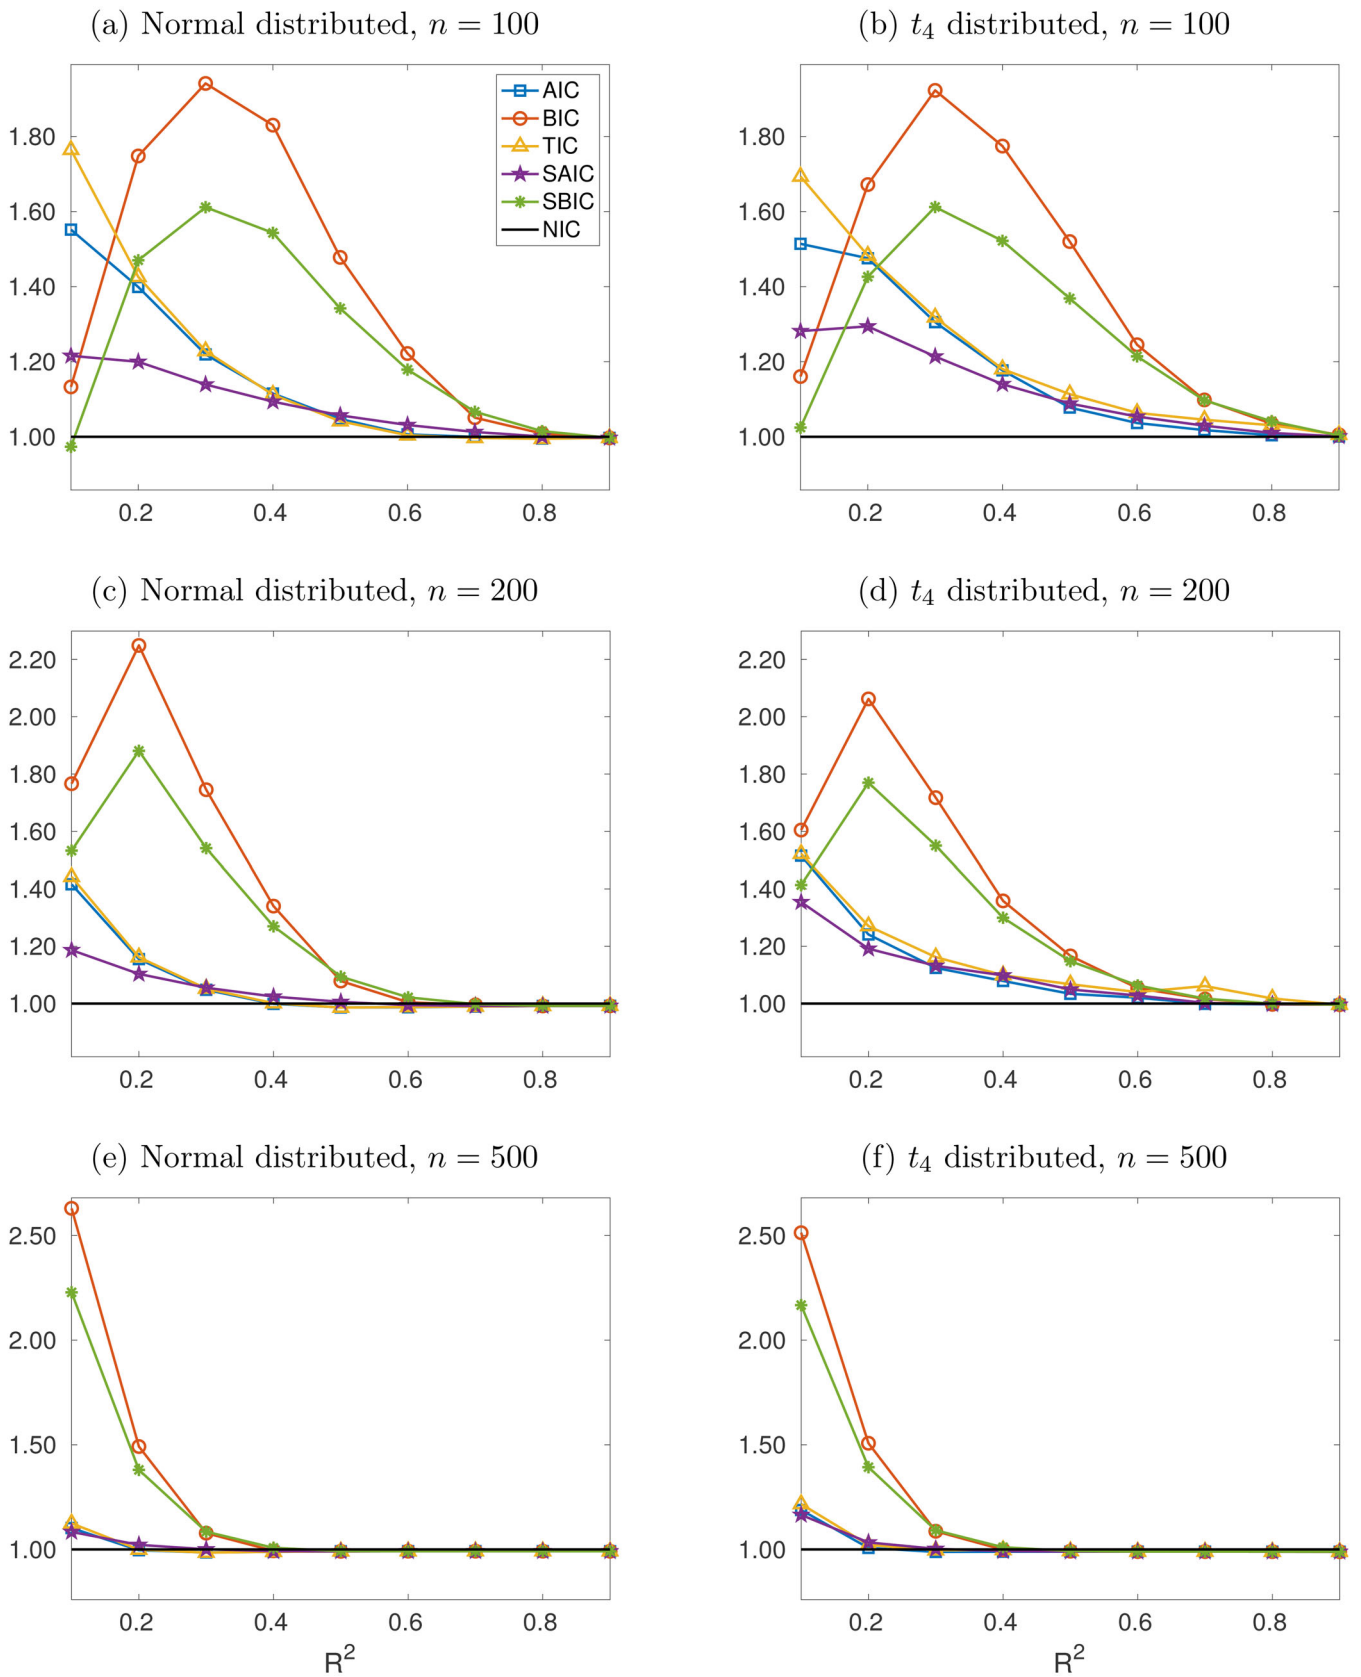 (a) Normal distributed, n = 100
1.80
1.60
1.40
1.20
1.00
AIC
BIC
TIC
SAIC
SBIC
NIC
0.2 0.4 0.6 0.8
(b) t₄ distributed, n = 100
1.80
1.60
1.40
1.20
1.00
0.2 0.4 0.6 0.8
(c) Normal distributed, n = 200
2.20
2.00
1.80
1.60
1.40
1.20
1.00
0.2 0.4 0.6 0.8
(d) t₄ distributed, n = 200
2.20
2.00
1.80
1.60
1.40
1.20
1.00
0.2 0.4 0.6 0.8
(e) Normal distributed, n = 500
2.50
2.00
1.50
1.00
0.2 0.4 0.6 0.8
R²
(f) t₄ distributed, n = 500
2.50
2.00
1.50
1.00
0.2 0.4 0.6 0.8
R²